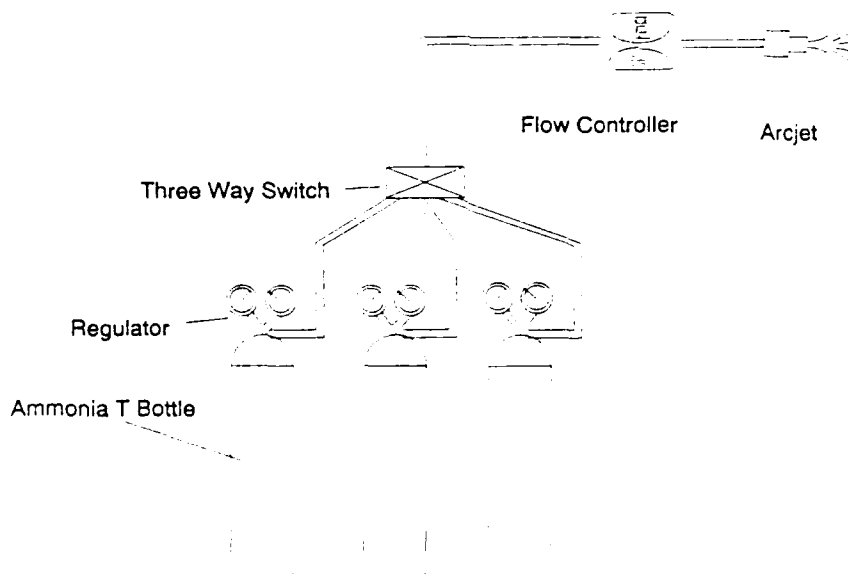 Flow Controller
Arcjet
Three Way Switch
Regulator
Ammonia T Bottle